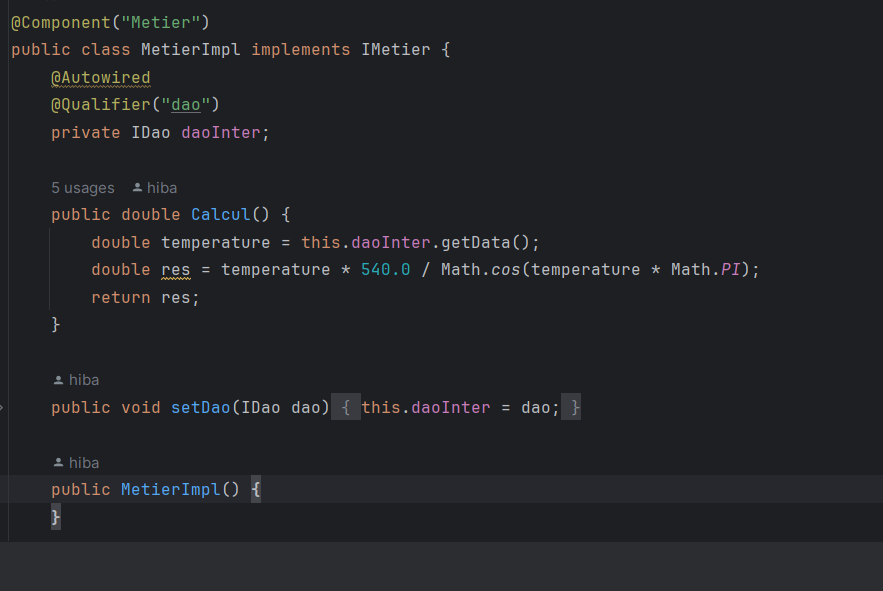 @Component("Metier")
public class MetierImpl implements IMetier {
@Autowired
@Qualifier("dao")
private IDao daoInter;
5 usages hiba
public double Calcul() {
double temperature = this.daoInter.getData();
double res = temperature * 540.0 / Math.cos(temperature * Math.PI);
return res;
}
hiba
public void setDao(IDao dao) { this.daoInter = dao; }
hiba
public MetierImpl() {
}